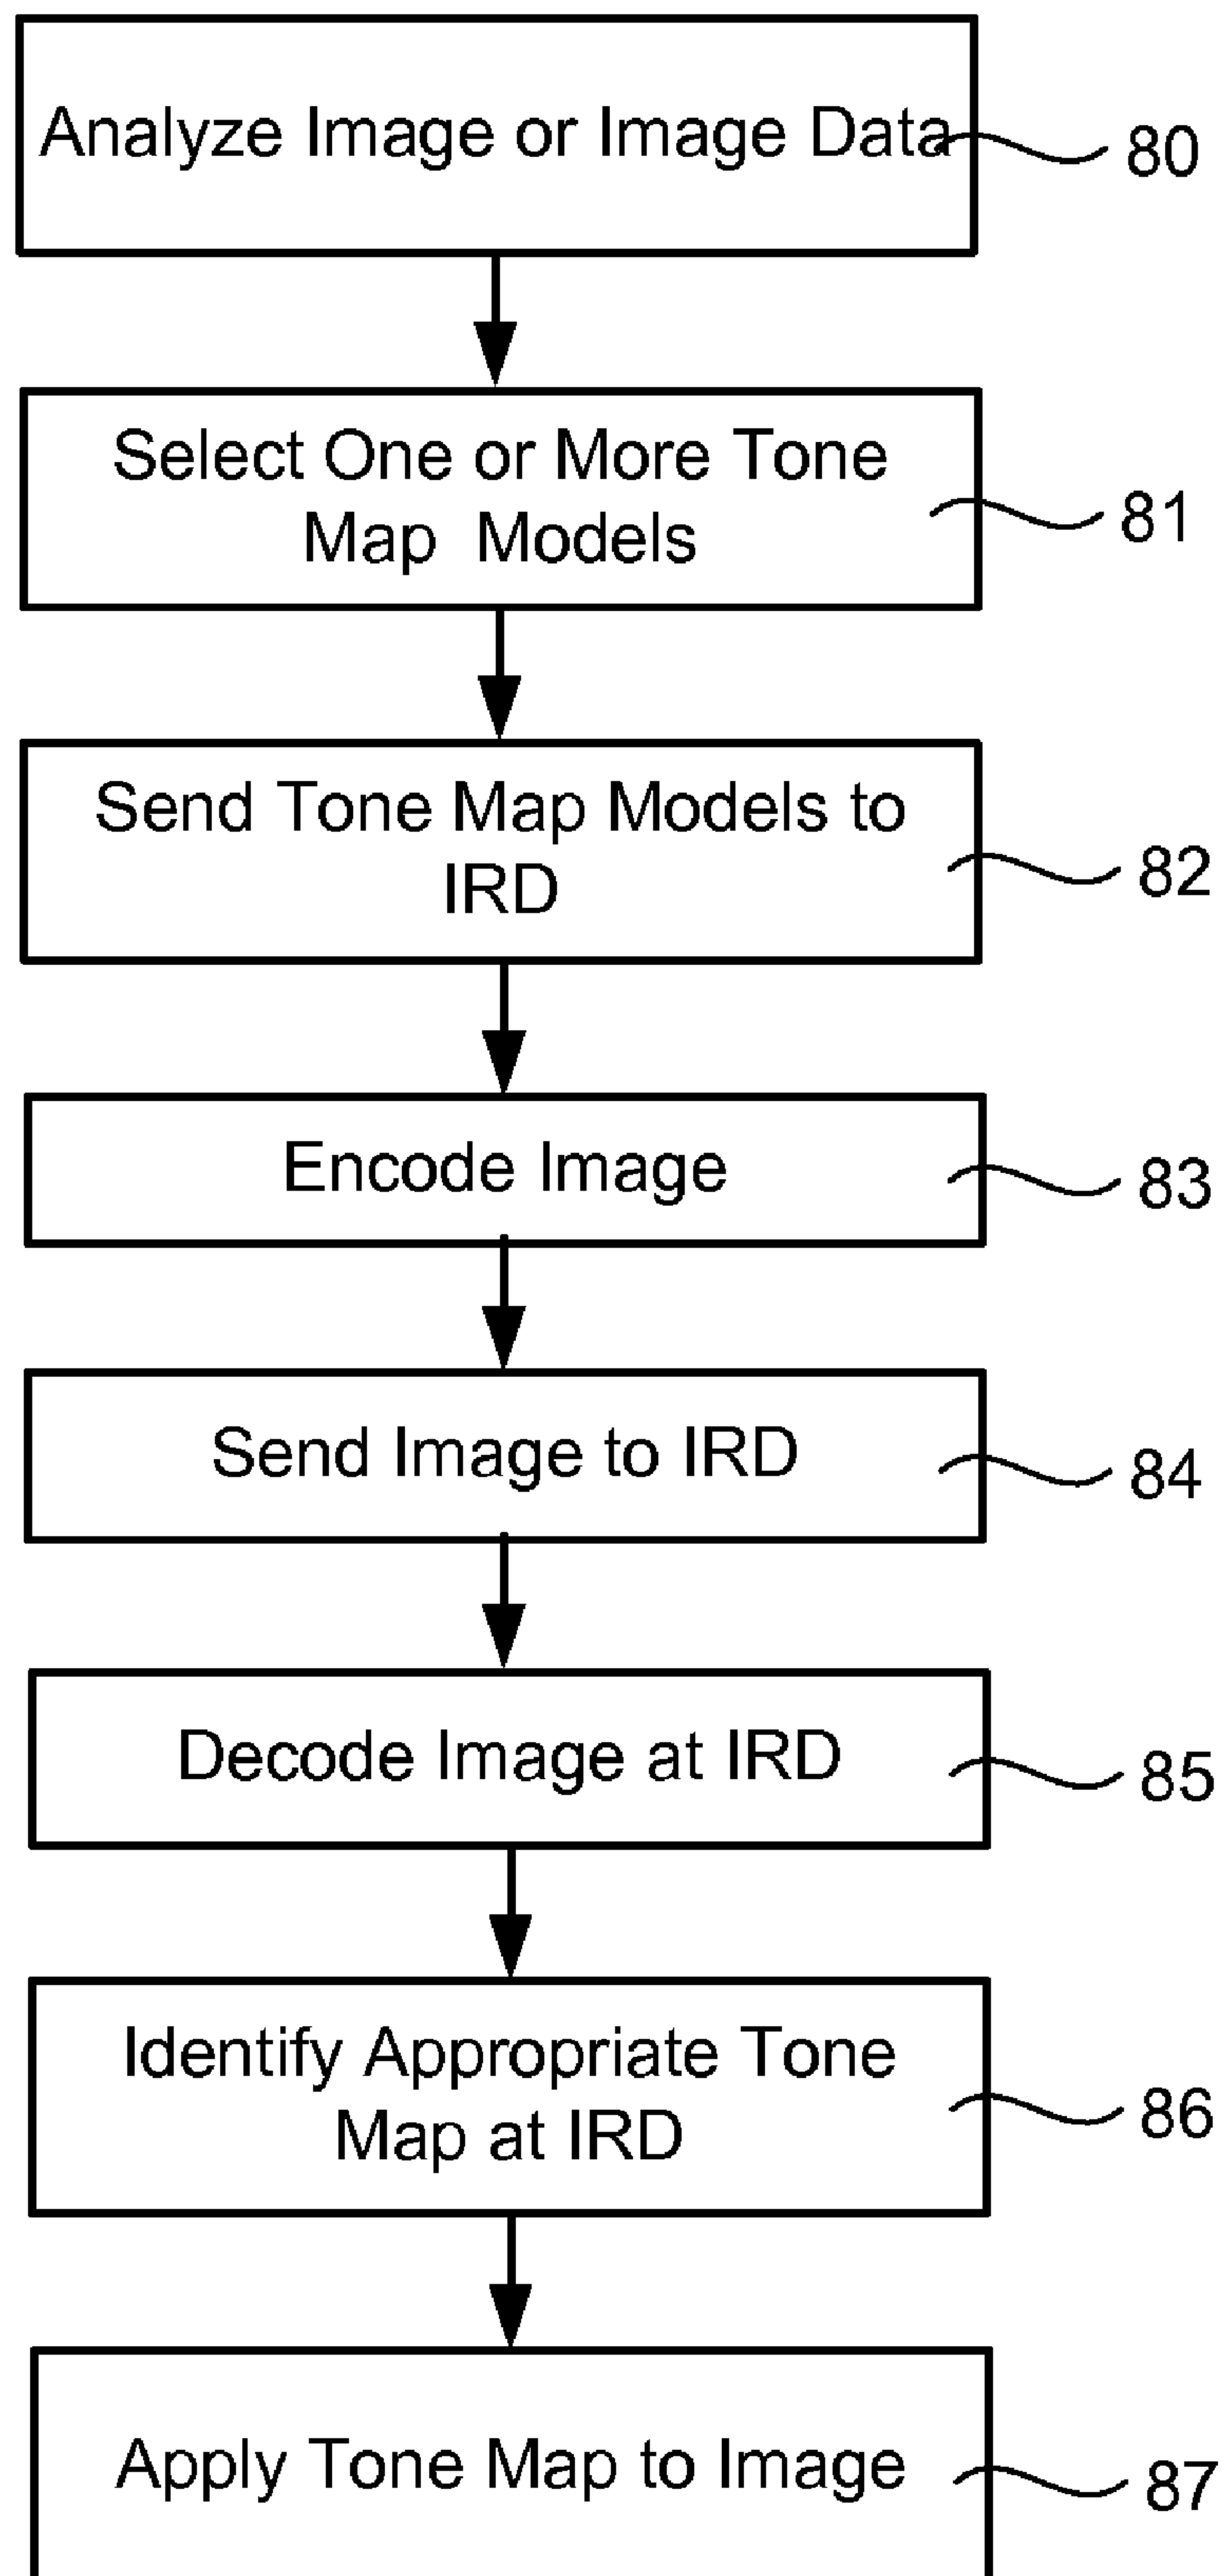 Analyze Image or Image Data
80
Select One or More Tone
Map Models
81
Send Tone Map Models to
IRD
82
Encode Image
83
Send Image to IRD
84
Decode Image at IRD
85
Identify Appropriate Tone
Map at IRD
86
Apply Tone Map to Image
87